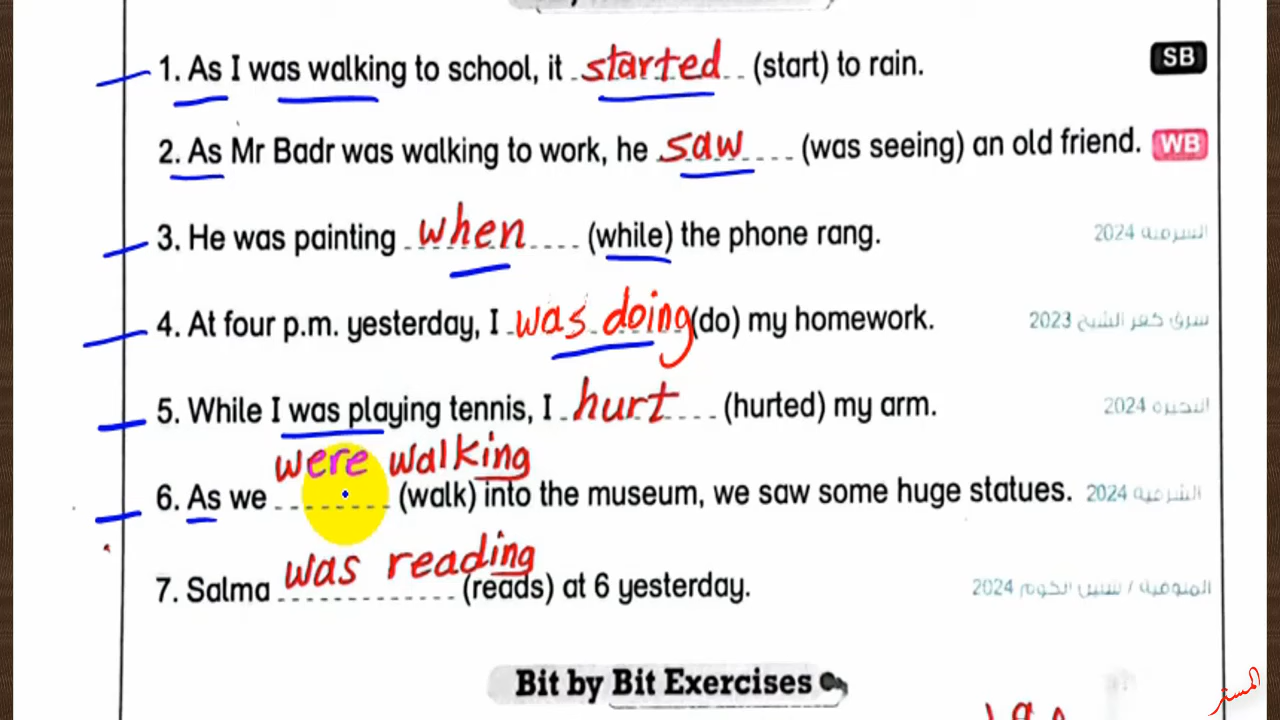 1. As I was walking to school, it started (start) to rain. SB
2. As Mr Badr was walking to work, he saw (was seeing) an old friend. WB
3. He was painting when (while) the phone rang. الشرقية 2024
4. At four p.m. yesterday, I was doing (do) my homework. شرق كفر الشيخ 2023
5. While I was playing tennis, I hurt (hurted) my arm. البحيرة 2024
were walking
6. As we (walk) into the museum, we saw some huge statues. الشرقية 2024
was reading
7. Salma (reads) at 6 yesterday. المنوفية / شبين الكوم 2024
Bit by Bit Exercises
المستر